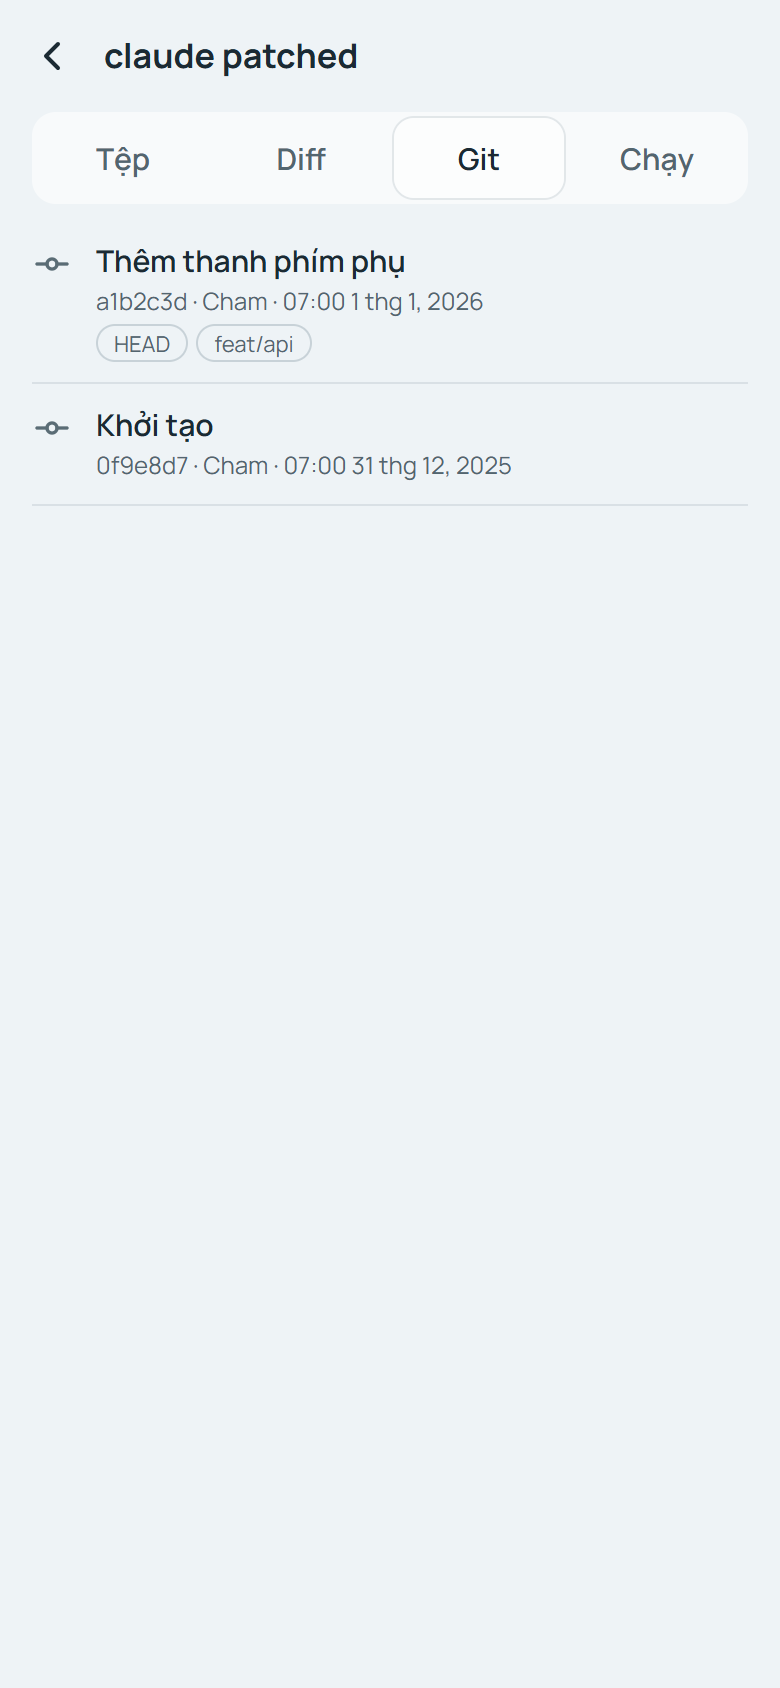 claude patched
Tệp Diff Git Chạy
Thêm thanh phím phụ
a1b2c3d · Cham · 07:00 1 thg 1, 2026
HEAD feat/api
Khởi tạo
0f9e8d7 · Cham · 07:00 31 thg 12, 2025